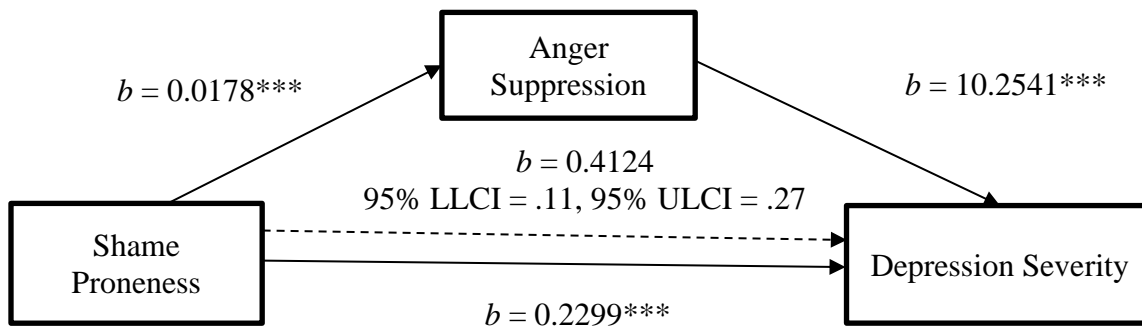 Anger
Suppression
b = 0.0178***
b = 10.2541***
b = 0.4124
95% LLCI = .11, 95% ULCI = .27
Shame
Proneness
Depression Severity
b = 0.2299***